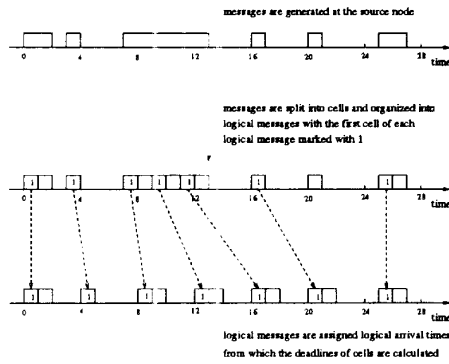 messages are generated at the source node
0 4 8 12 16 20 24 28
time
messages are split into cells and organized into
logical messages with the first cell of each
logical message marked with 1
1 1 1 1 1 1 1
0 4 8 12 16 20 24 28
time
1 1 1 1 1 1 1
0 4 8 12 16 20 24 28
time
logical messages are assigned logical arrival times
from which the deadlines of cells are calculated